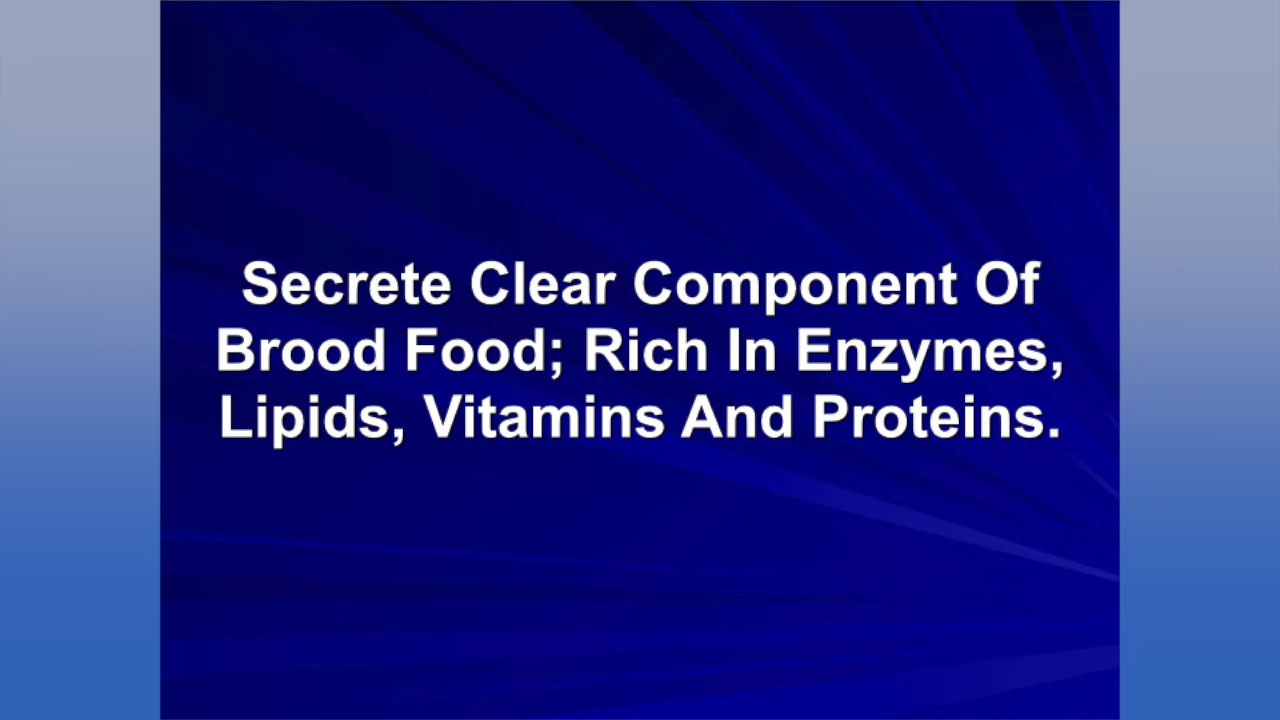 Secrete Clear Component Of
Brood Food; Rich In Enzymes,
Lipids, Vitamins And Proteins.